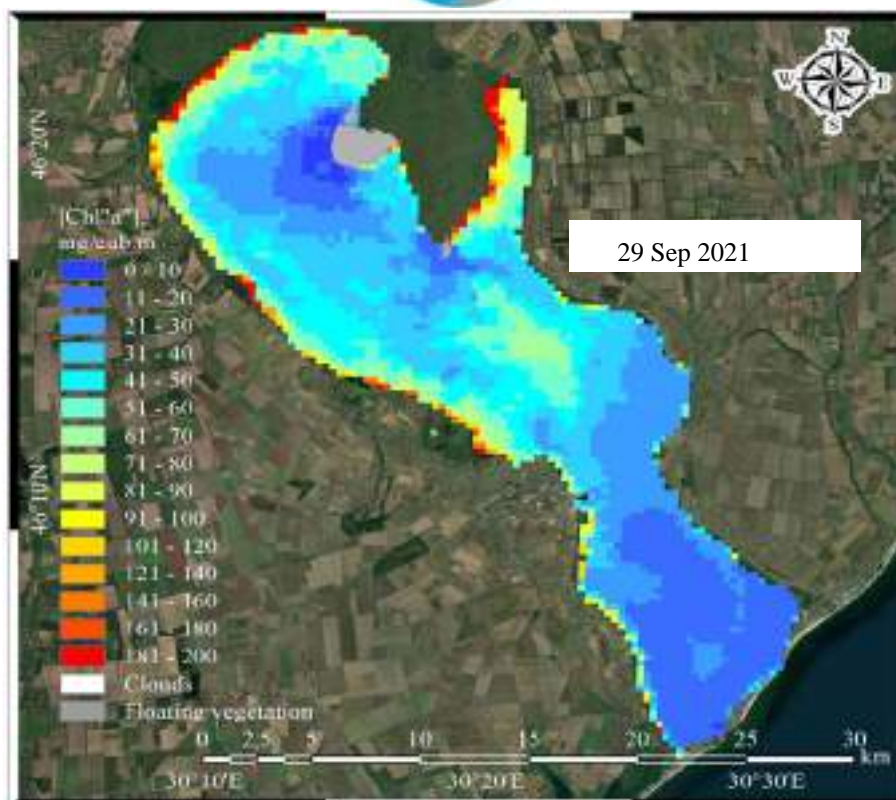 N
W E
S
46°20'N
29 Sep 2021
[Chl"a"],
mg/cub.m
0 - 10
11 - 20
21 - 30
31 - 40
41 - 50
51 - 60
61 - 70
71 - 80
81 - 90
91 - 100
101 - 120
121 - 140
141 - 160
161 - 180
181 - 200
Clouds
Floating vegetation
46°10'N
0 2,5 5 10 15 20 25 30
km
30°10'E 30°20'E 30°30'E